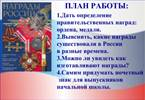 НАГРАДЫ
РОССИИ
ПЛАН РАБОТЫ:
1.Дать определение
правительственных наград:
ордена, медали.
2.Выяснить, какие награды
существовали в России
в разные времена.
3.Можно ли увидеть как
изготавливают награды?
4.Самим придумать почетный
знак для выпускников
начальной школы.